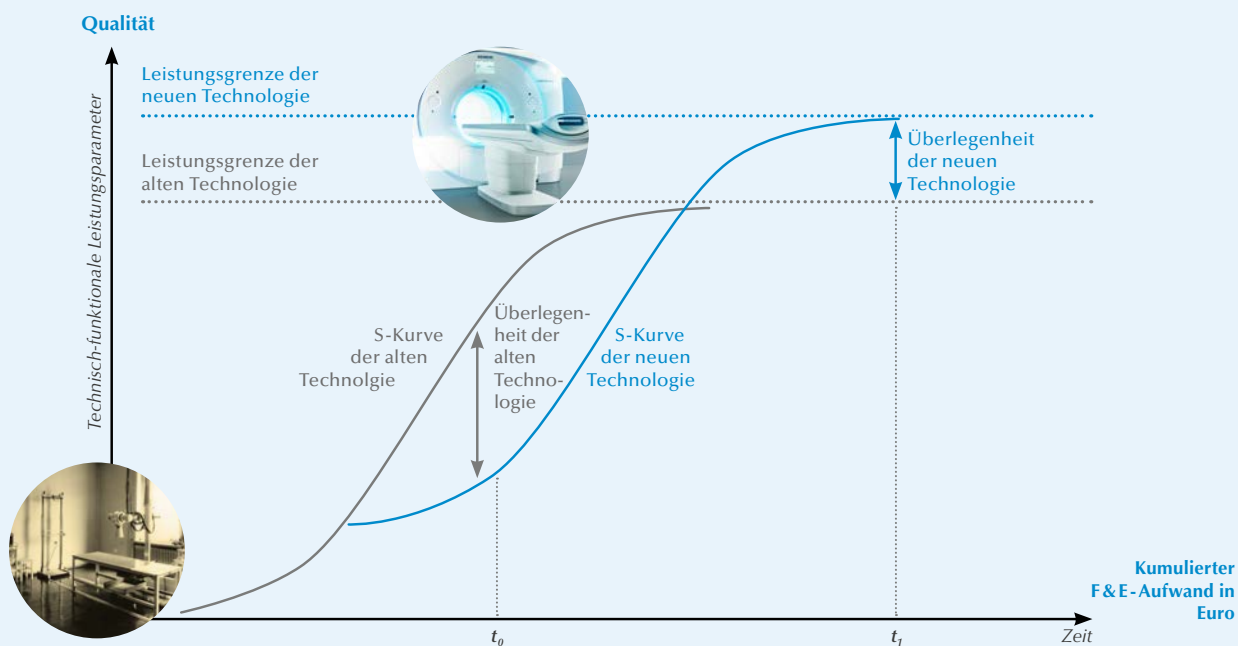 Qualität
Technisch-funktionale Leistungsparameter
Leistungsgrenze der
neuen Technologie
Leistungsgrenze der
alten Technologie
Überlegenheit
der neuen
Technologie
S-Kurve
der alten
Technolgie
Überlegen-
heit der
alten
Techno-
logie
S-Kurve
der neuen
Technologie
Kumulierter
F & E - Aufwand in
Euro
t0
t1
Zeit